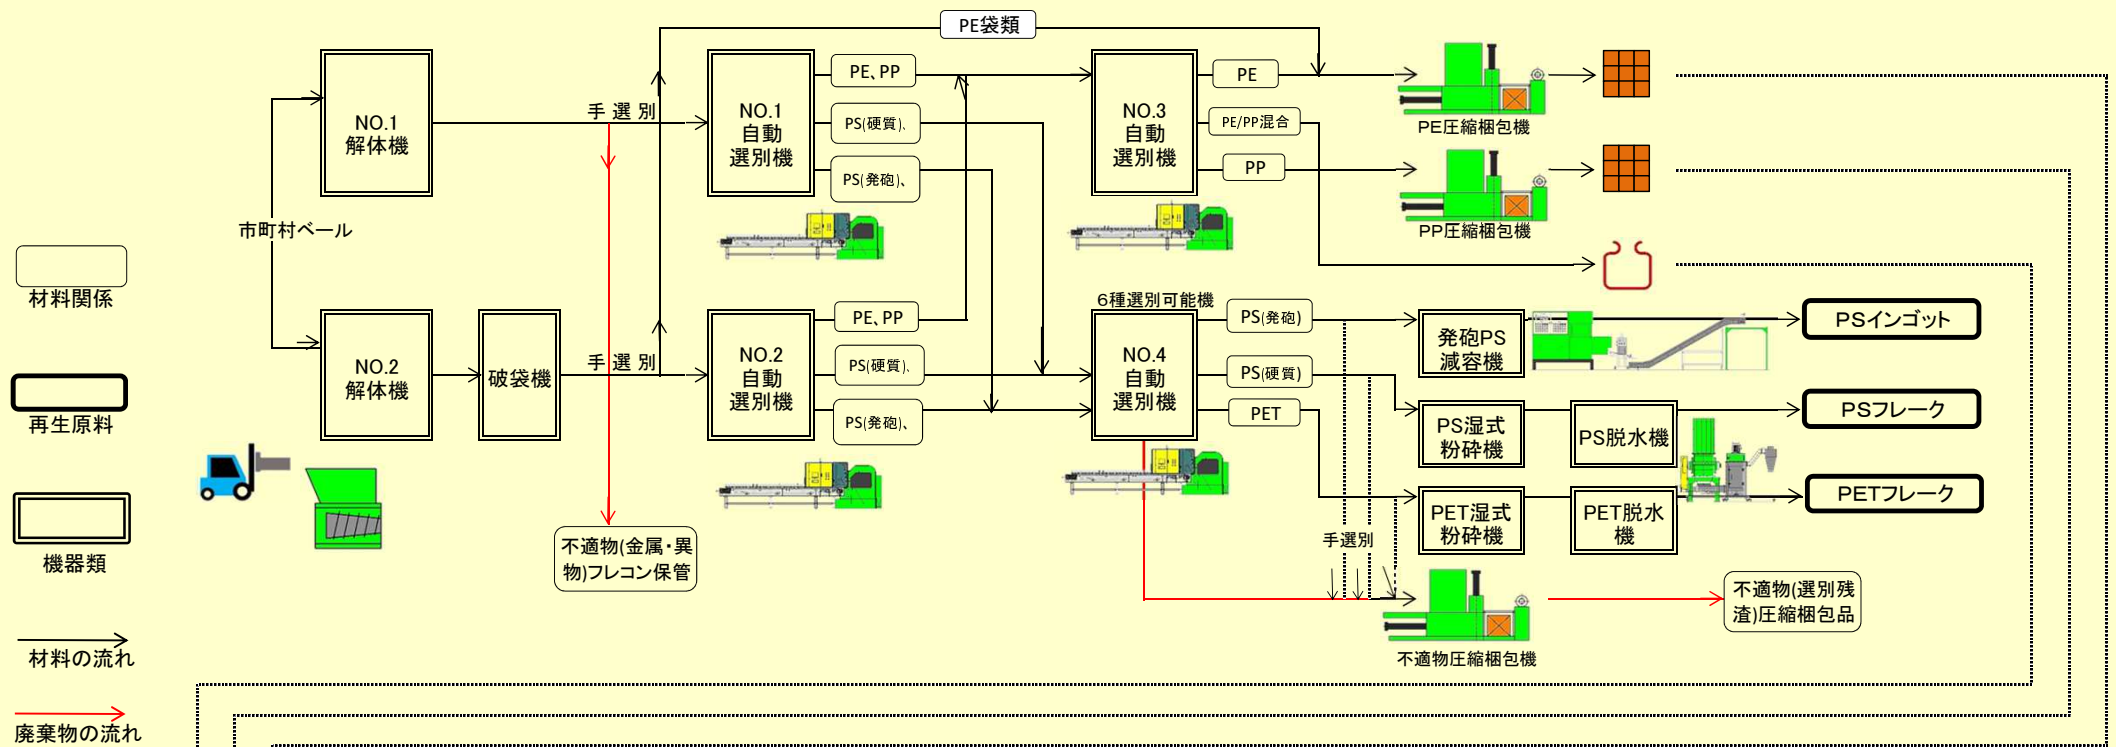 PE袋類
NO.1
解体機
手 選 別
NO.1
自動
選別機
PE、PP
PS(硬質)、
PS(発砲)、
NO.3
自動
選別機
PE
PE/PP混合
PP
PE圧縮梱包機
PP圧縮梱包機
市町村ベール
材料関係
再生原料
機器類
材料の流れ
廃棄物の流れ
NO.2
解体機
破袋機
手 選 別
NO.2
自動
選別機
PE、PP
PS(硬質)、
PS(発砲)、
6種選別可能機
NO.4
自動
選別機
PS(発砲)
PS(硬質)
PET
発砲PS
減容機
PSインゴット
PS湿式
粉砕機
PS脱水機
PSフレーク
PET湿式
粉砕機
PET脱水
機
PETフレーク
手選別
不適物(金属・異
物)フレコン保管
不適物圧縮梱包機
不適物(選別残
渣)圧縮梱包品